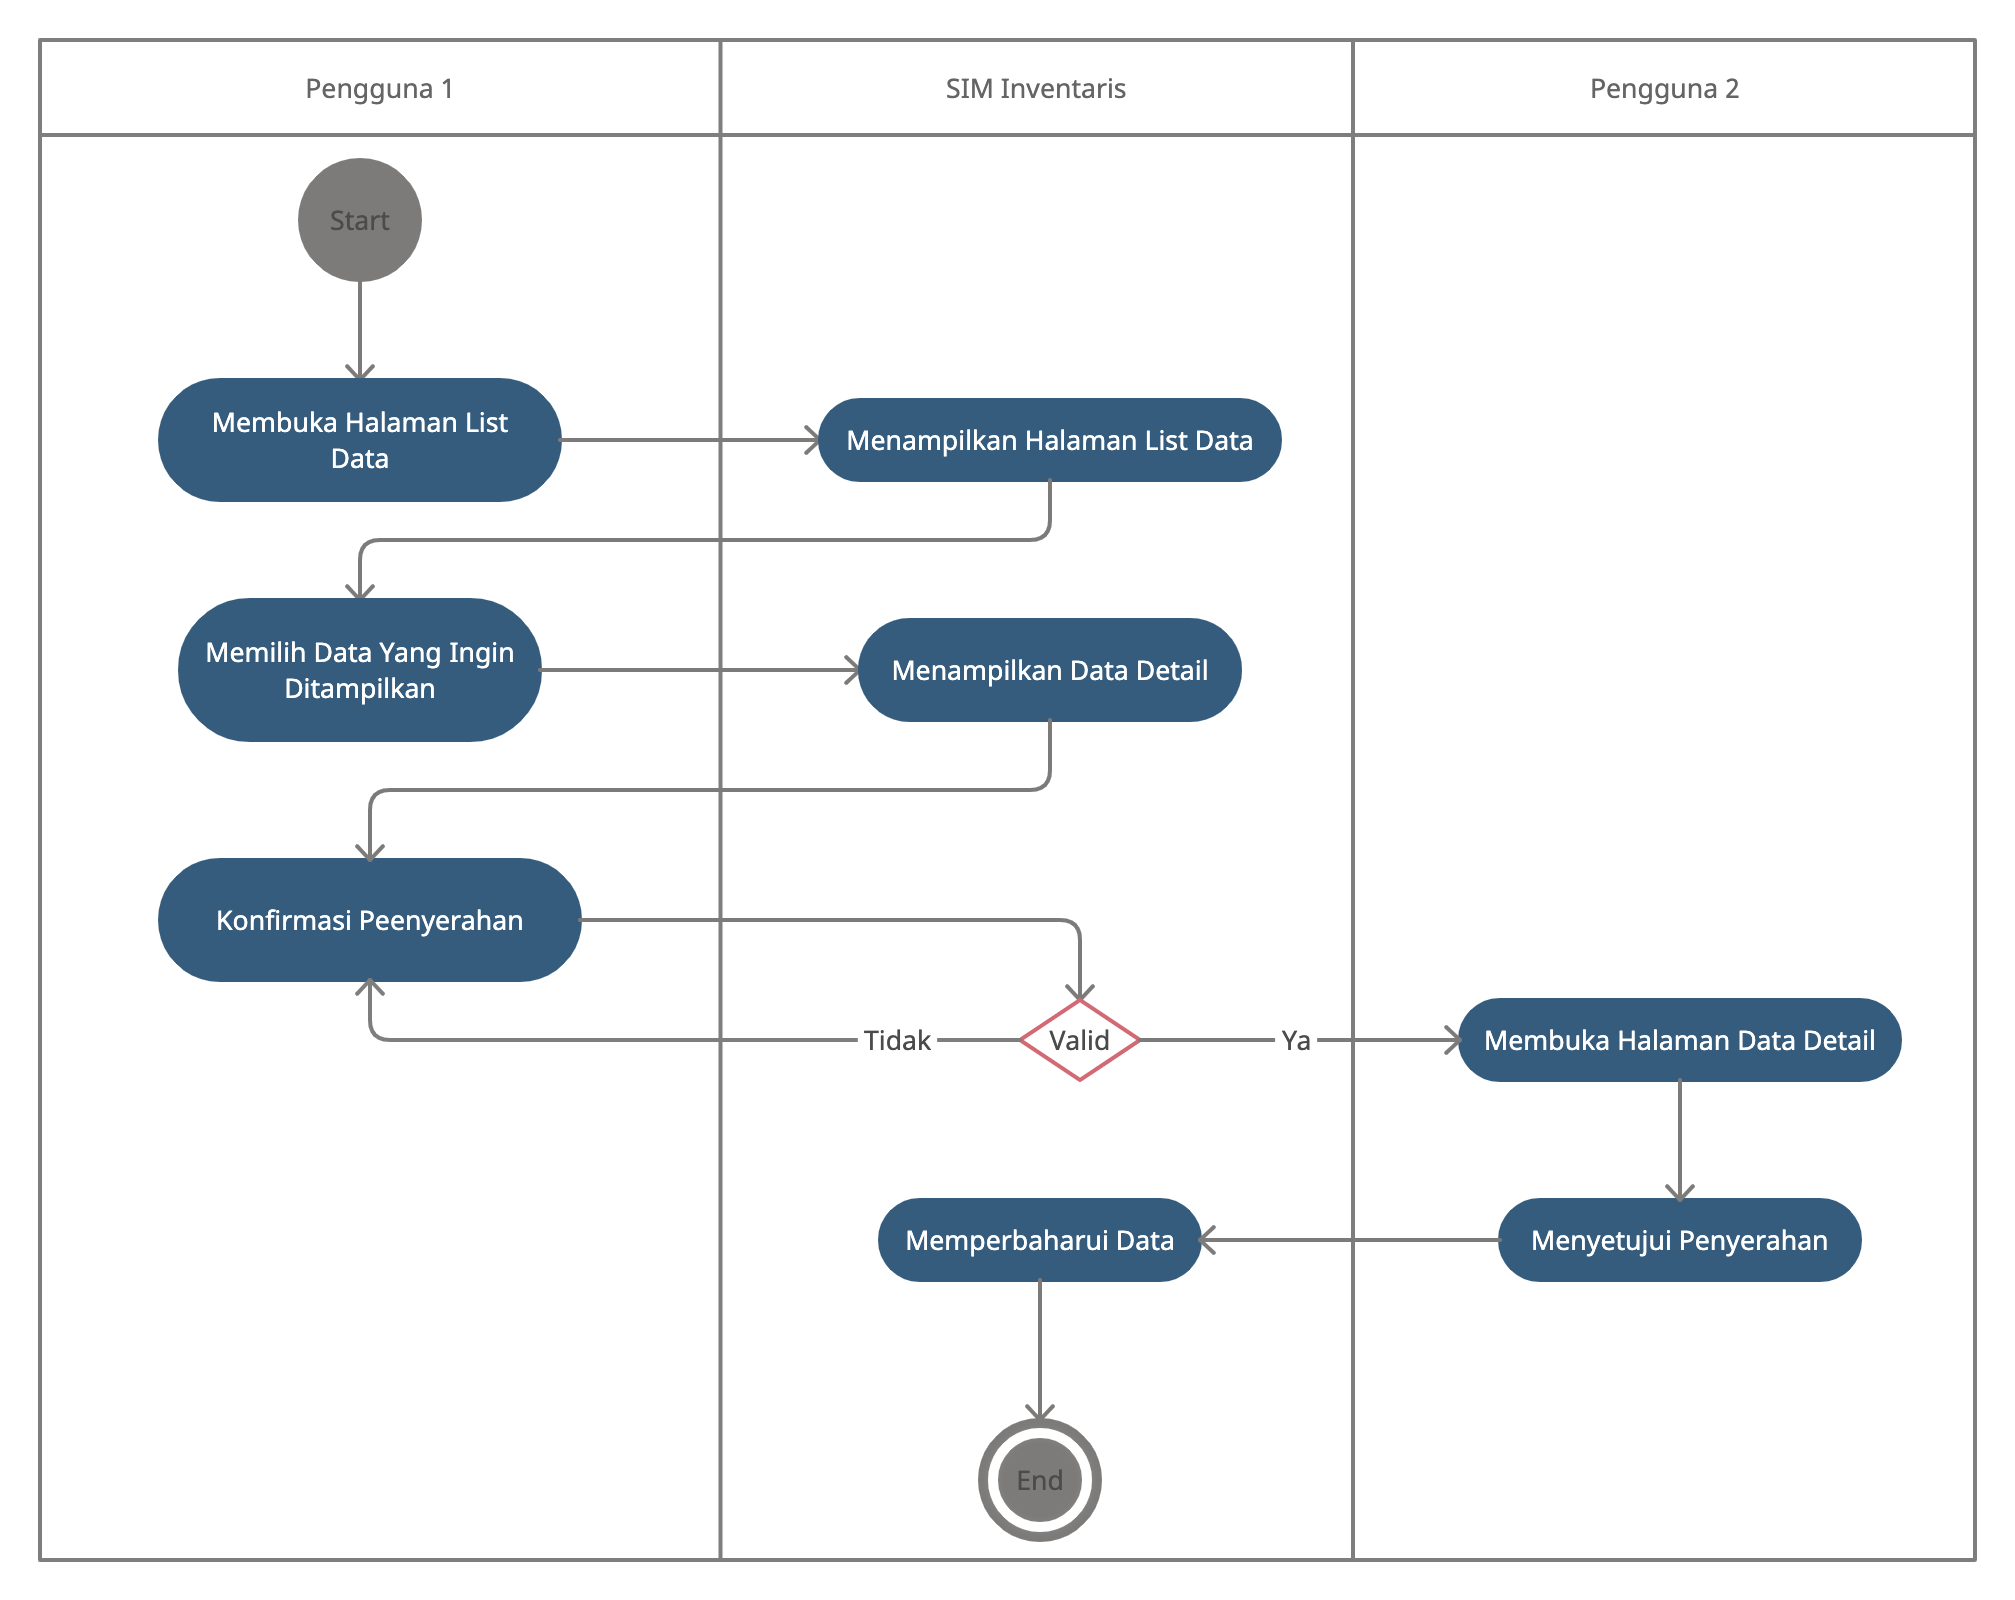 Pengguna 1
SIM Inventaris
Pengguna 2
Start
Membuka Halaman List
Data
Menampilkan Halaman List Data
Memilih Data Yang Ingin
Ditampilkan
Menampilkan Data Detail
Konfirmasi Peenyerahan
Tidak
Valid
Ya
Membuka Halaman Data Detail
Memperbaharui Data
Menyetujui Penyerahan
End